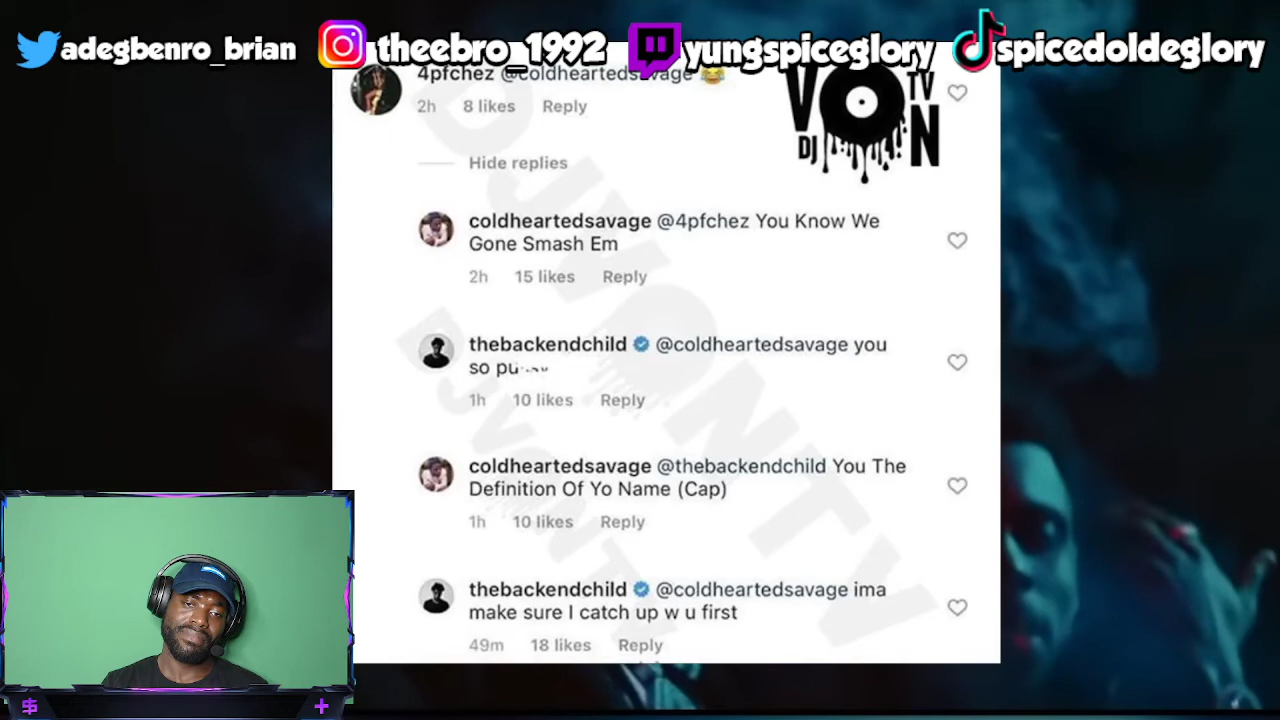 adegbenro_brian theebro_1992 yungspiceglory spicedoldeglory
4pfchez @coldheartedsavage 😂
2h 8 likes Reply
Hide replies
VON
DJ TV
coldheartedsavage @4pfchez You Know We
Gone Smash Em
2h 15 likes Reply
thebackendchild @coldheartedsavage you
so pu
1h 10 likes Reply
coldheartedsavage @thebackendchild You The
Definition Of Yo Name (Cap)
1h 10 likes Reply
thebackendchild @coldheartedsavage ima
make sure I catch up w u first
49m 18 likes Reply
DJVONTV
DJVONTV